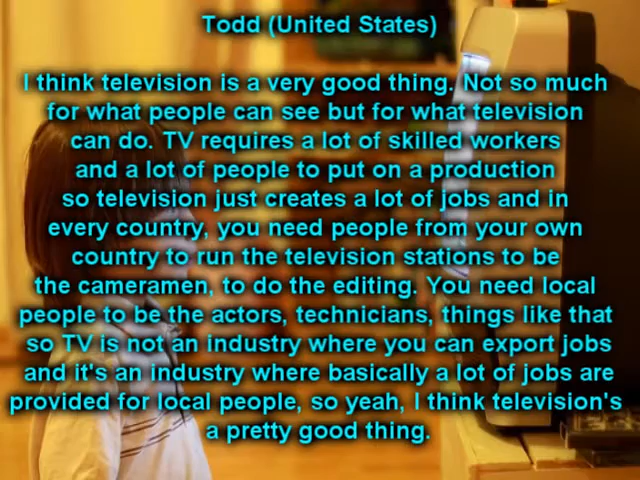 Todd (United States)
I think television is a very good thing. Not so much
for what people can see but for what television
can do. TV requires a lot of skilled workers
and a lot of people to put on a production
so television just creates a lot of jobs and in
every country, you need people from your own
country to run the television stations to be
the cameramen, to do the editing. You need local
people to be the actors, technicians, things like that
so TV is not an industry where you can export jobs
and it's an industry where basically a lot of jobs are
provided for local people, so yeah, I think television's
a pretty good thing.